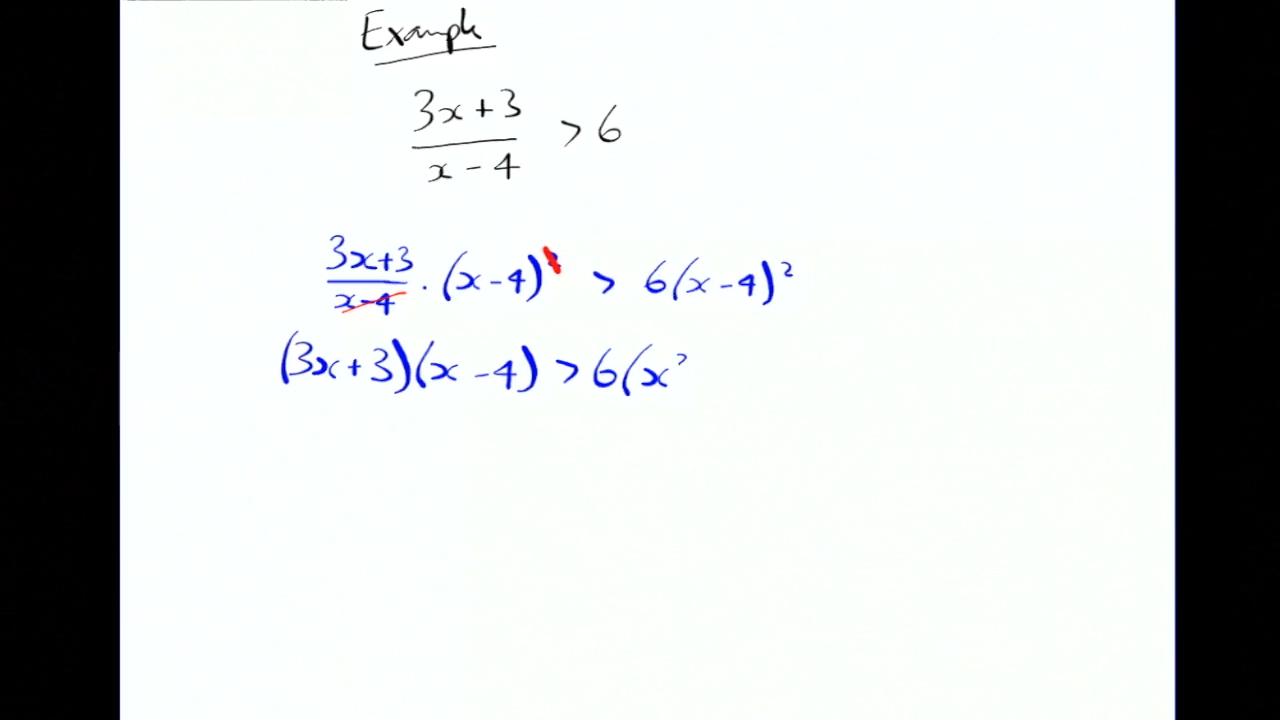 Example
3x+3
x-4
>6
3x+3
x-4
·(x-4)² > 6(x-4)²
(3x+3)(x-4) > 6(x²